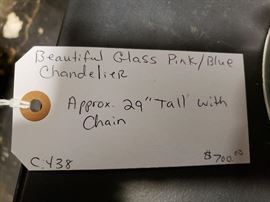 Beautiful Glass Pink/Blue
Chandelier
Approx. 29" Tall with
Chain
C:438
$700.00